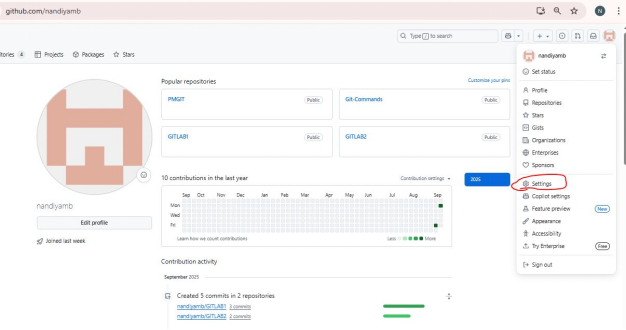 github.com/nandiyamb
N
Type / to search
tories 4 Projects Packages Stars
nandiyamb
Set status
Profile
Repositories
Stars
Gists
Organizations
Enterprises
Sponsors
Settings
Copilot settings
Feature preview New
Appearance
Accessibility
Try Enterprise Free
Sign out
nandiyamb
Edit profile
Joined last week
Popular repositories Customize your pins
PMGIT Public
Git-Commands Public
GITLAB1 Public
GITLAB2 Public
10 contributions in the last year Contribution settings 2025
Sep Oct Nov Dec Jan Feb Mar Apr May Jun Jul Aug Sep
Mon
Wed
Fri
Learn how we count contributions Less More
Contribution activity
September 2025
Created 5 commits in 2 repositories
nandiyamb/GITLAB1 3 commits
nandiyamb/GITLAB2 2 commits